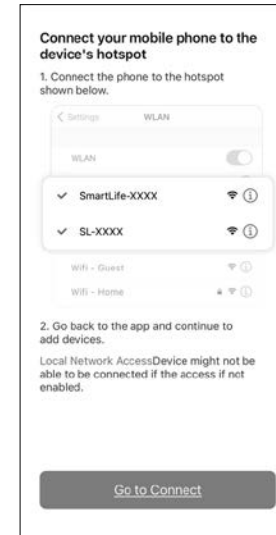 Connect your mobile phone to the
device's hotspot
1. Connect the phone to the hotspot
shown below.
Settings WLAN
WLAN
SmartLife-XXXX
SL-XXXX
Wifi - Guest
Wifi - Home
2. Go back to the app and continue to
add devices.
Local Network AccessDevice might not be
able to be connected if the access if not
enabled.
Go to Connect